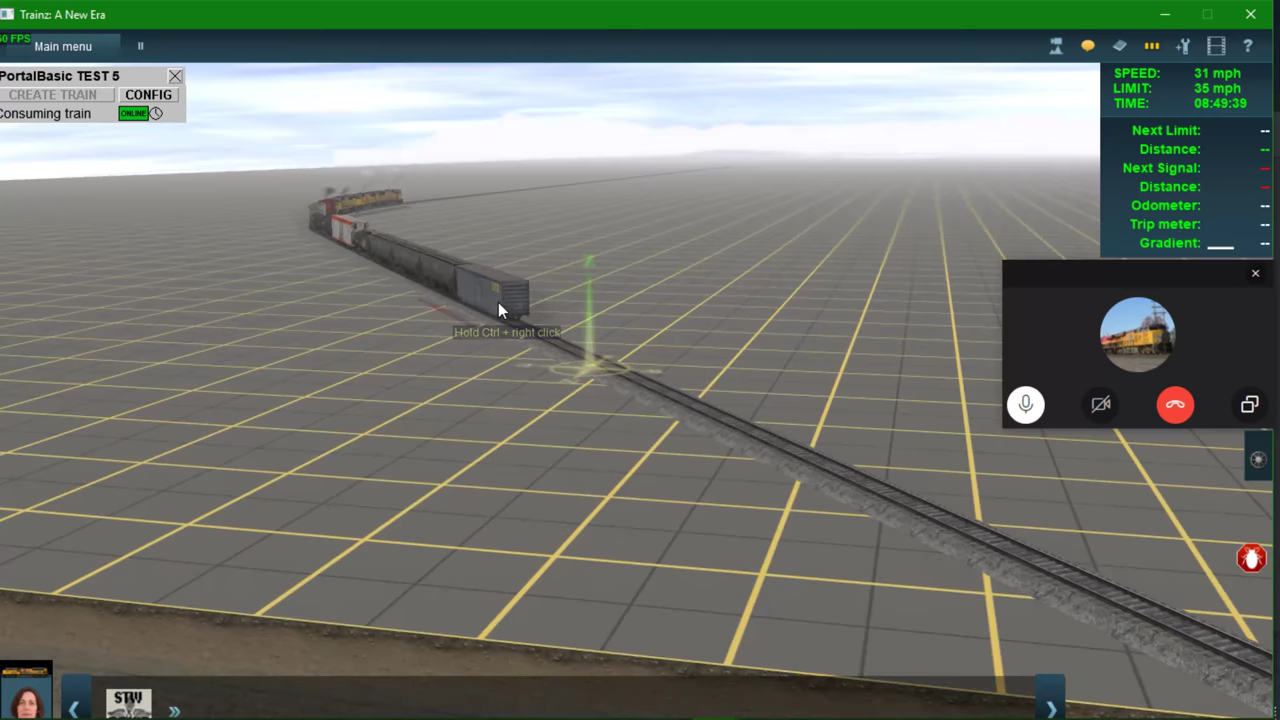 Trainz: A New Era
60 FPS
Main menu
PortalBasic TEST 5
CREATE TRAIN CONFIG
Consuming train ONLINE
SPEED: 31 mph
LIMIT: 35 mph
TIME: 08:49:39
Next Limit: --
Distance: --
Next Signal: --
Distance: --
Odometer: --
Trip meter: --
Gradient: --
Hold Ctrl + right click
STW